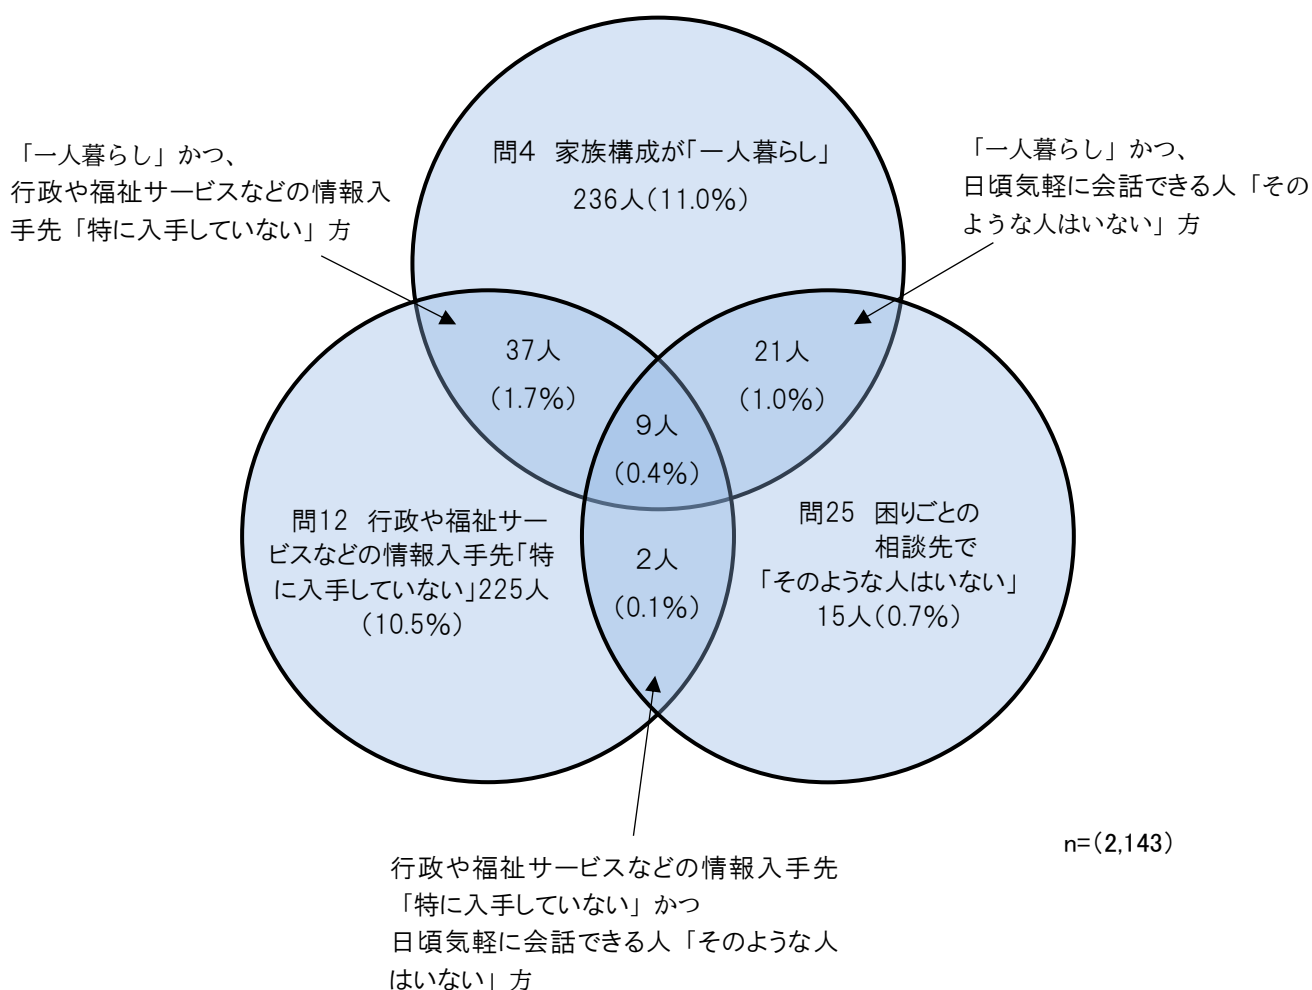 問4　家族構成が「一人暮らし」
236人(11.0%)
「一人暮らし」かつ、
行政や福祉サービスなどの情報入
手先「特に入手していない」方
「一人暮らし」かつ、
日頃気軽に会話できる人「その
ような人はいない」方
37人
(1.7%)
21人
(1.0%)
９人
(0.4%)
問12　行政や福祉サー
ビスなどの情報入手先「特
に入手していない」225人
(10.5%)
２人
(0.1%)
問25　困りごとの
相談先で
「そのような人はいない」
15人(0.7%)
n=(2,143)
行政や福祉サービスなどの情報入手先
「特に入手していない」かつ
日頃気軽に会話できる人「そのような人
はいない」方